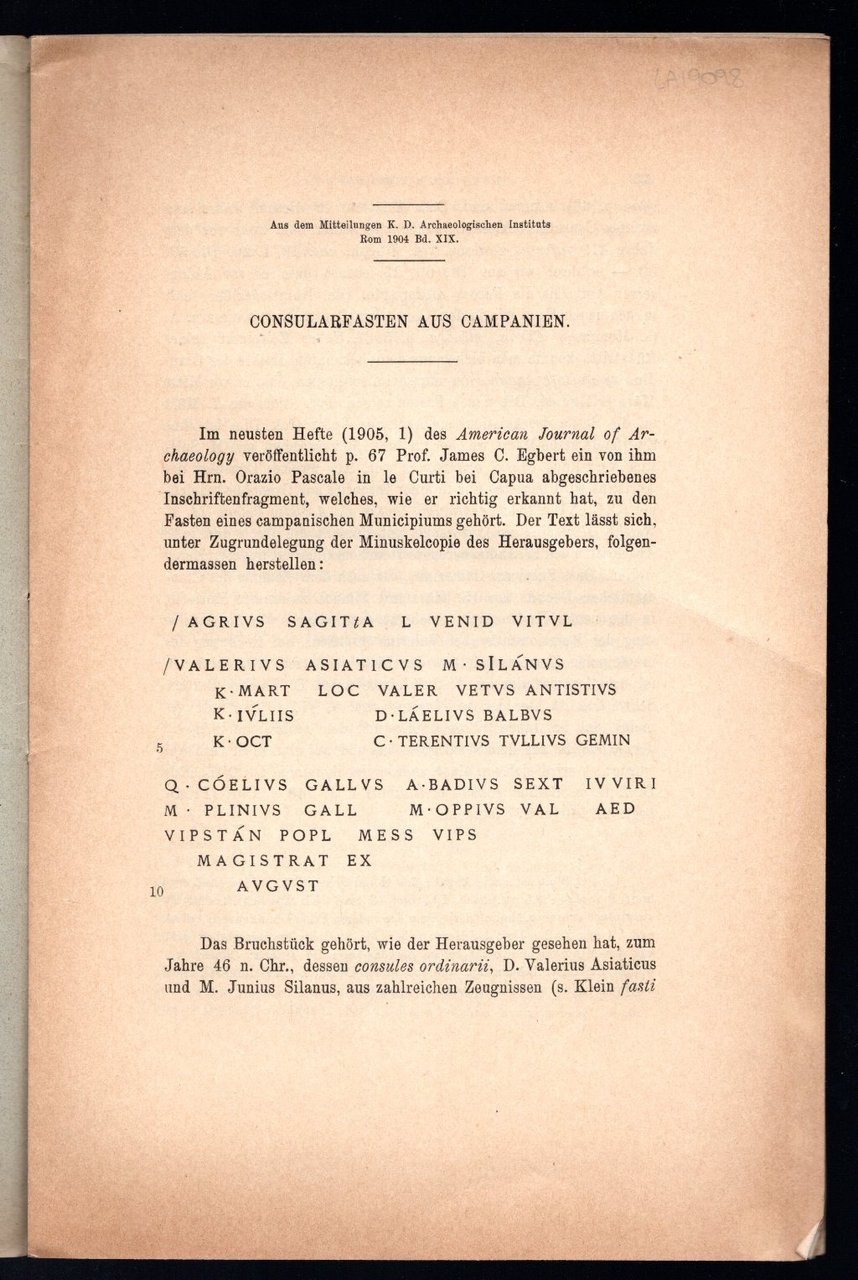 LA19098
Aus dem Mitteilungen K. D. Archaeologischen Instituts
Rom 1904 Bd. XIX.
CONSULARFASTEN AUS CAMPANIEN.
Im neusten Hefte (1905, 1) des American Journal of Ar-
chaeology veröffentlicht p. 67 Prof. James C. Egbert ein von ihm
bei Hrn. Orazio Pascale in le Curti bei Capua abgeschriebenes
Inschriftenfragment, welches, wie er richtig erkannt hat, zu den
Fasten eines campanischen Municipiums gehört. Der Text lässt sich,
unter Zugrundelegung der Minuskelcopie des Herausgebers, folgen-
dermassen herstellen:
/ AGRIVS SAGITtA L VENID VITVL
/VALERIVS ASIATICVS M· SILÁNVS
K·MART LOC VALER VETVS ANTISTIVS
K·IV́LIIS D·LÁELIVS BALBVS
5 K·OCT C·TERENTIVS TVLLIVS GEMIN
Q·CÓELIVS GALLVS A·BADIVS SEXT IVVIRI
M· PLINIVS GALL M·OPPIVS VAL AED
VIPSTÁN POPL MESS VIPS
MAGISTRAT EX
10 AVGVST
Das Bruchstück gehört, wie der Herausgeber gesehen hat, zum
Jahre 46 n. Chr., dessen consules ordinarii, D. Valerius Asiaticus
und M. Junius Silanus, aus zahlreichen Zeugnissen (s. Klein fasti